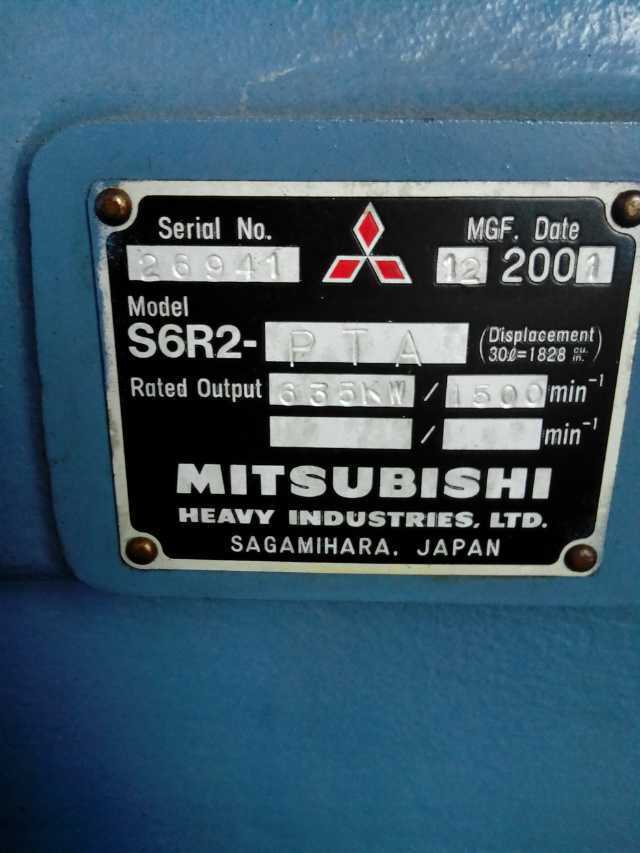 Serial No. MGF. Date
26941 12 2001
Model
S6R2-PTA (Displacement 30ℓ=1828 cu. in.)
Rated Output 635KW / 1500 min⁻¹
/ min⁻¹
MITSUBISHI
HEAVY INDUSTRIES, LTD.
SAGAMIHARA, JAPAN